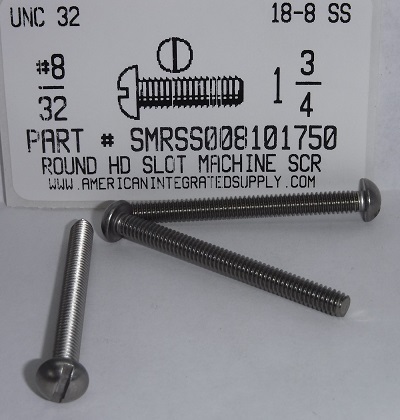 UNC 32 18-8 SS
#8
32
1 3/4
PART # SMRSS008101750
ROUND HD SLOT MACHINE SCR
WWW.AMERICANINTEGRATEDSUPPLY.COM